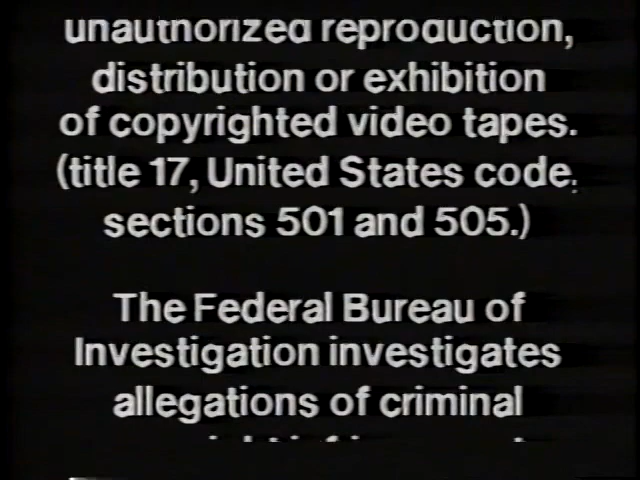 unauthorized reproduction,
distribution or exhibition
of copyrighted video tapes.
(title 17, United States code,
sections 501 and 505.)
The Federal Bureau of
Investigation investigates
allegations of criminal